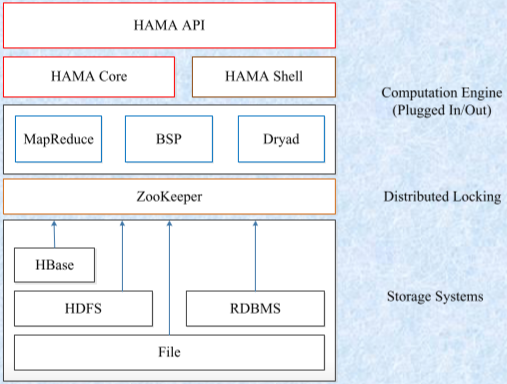 HAMA API
HAMA Core
HAMA Shell
Computation Engine
(Plugged In/Out)
MapReduce
BSP
Dryad
ZooKeeper
Distributed Locking
HBase
HDFS
RDBMS
Storage Systems
File